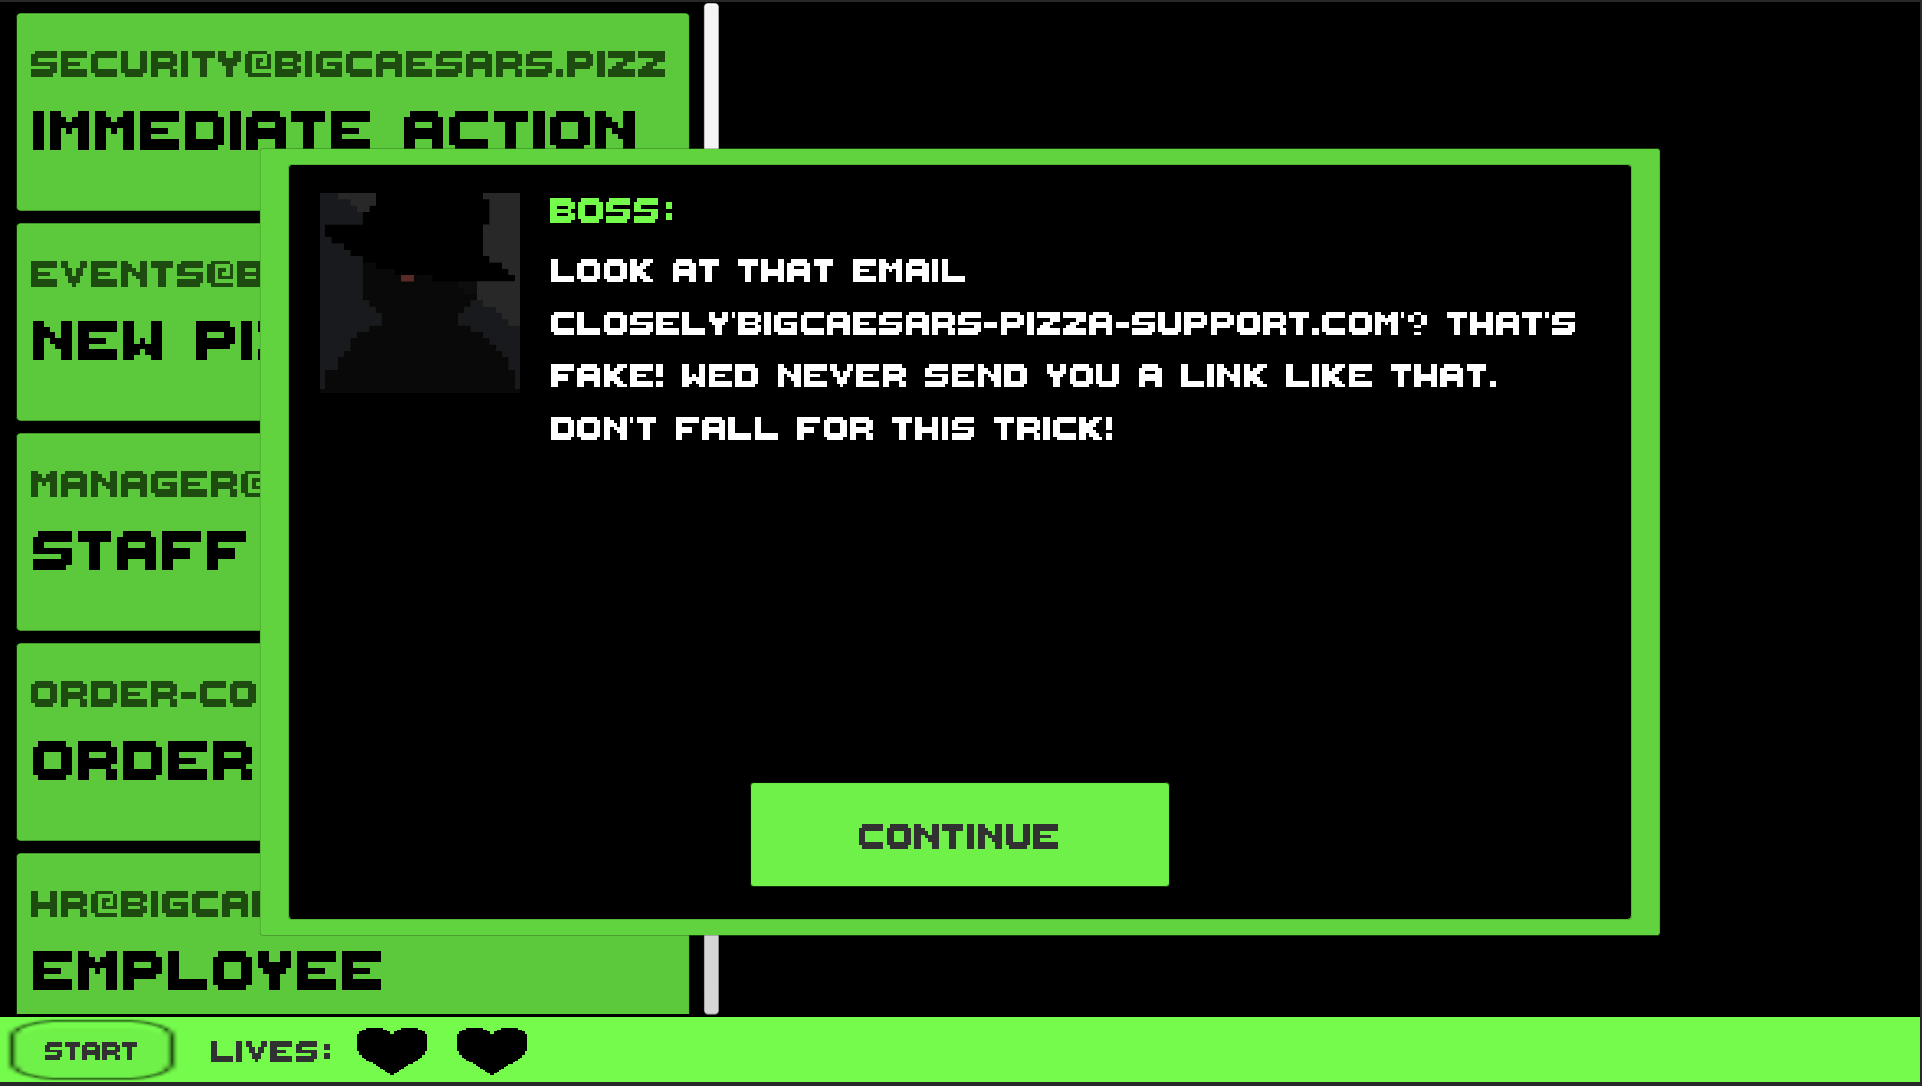 SECURITY@BIGCAESARS.PIZZ
IMMEDIATE ACTION
EVENTS@B
NEW PI
MANAGER@
STAFF
ORDER-CO
ORDER
HR@BIGCAE
EMPLOYEE
BOSS:
LOOK AT THAT EMAIL
CLOSELY'BIGCAESARS-PIZZA-SUPPORT.COM'? THAT'S
FAKE! WED NEVER SEND YOU A LINK LIKE THAT.
DON'T FALL FOR THIS TRICK!
CONTINUE
START
LIVES: